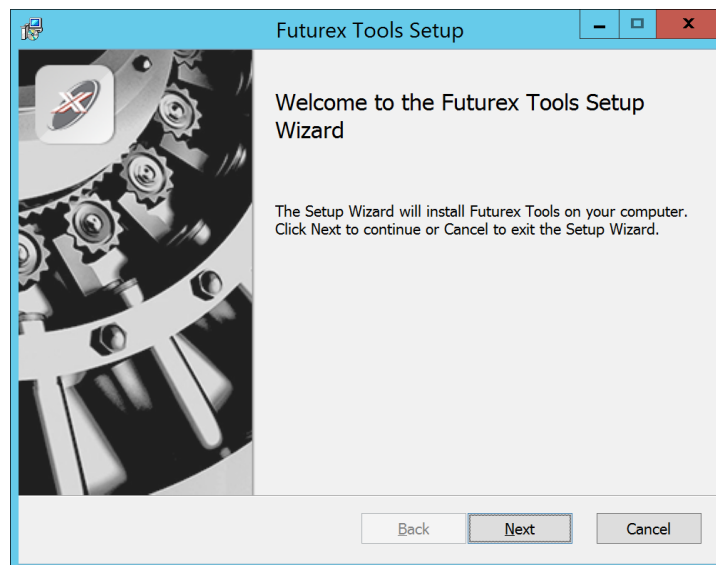 Futurex Tools Setup
Welcome to the Futurex Tools Setup
Wizard
The Setup Wizard will install Futurex Tools on your computer.
Click Next to continue or Cancel to exit the Setup Wizard.
Back
Next
Cancel